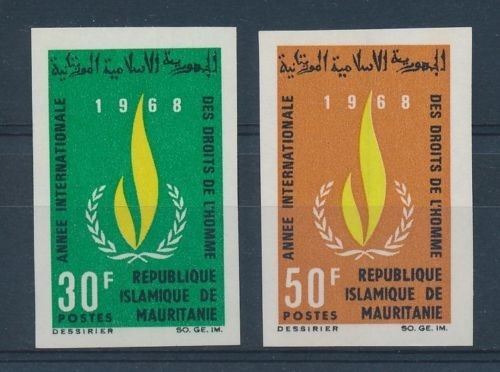 الجمهورية الإسلامية الموريتانية
1968
ANNEE INTERNATIONALE
DES DROITS DE L'HOMME
30F
POSTES
REPUBLIQUE
ISLAMIQUE DE
MAURITANIE
DESSIRIER
SO. GE. IM.
الجمهورية الإسلامية الموريتانية
1968
ANNEE INTERNATIONALE
DES DROITS DE L'HOMME
50F
POSTES
REPUBLIQUE
ISLAMIQUE DE
MAURITANIE
DESSIRIER
SO. GE. IM.